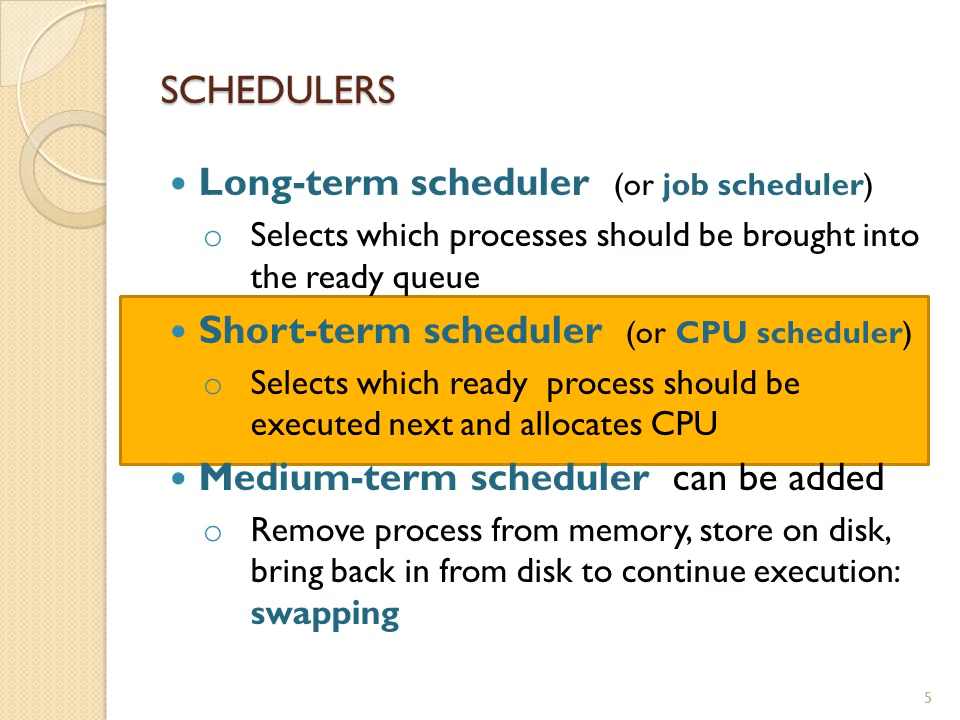 SCHEDULERS
• Long-term scheduler (or job scheduler)
o Selects which processes should be brought into
the ready queue
• Short-term scheduler (or CPU scheduler)
o Selects which ready process should be
executed next and allocates CPU
• Medium-term scheduler can be added
o Remove process from memory, store on disk,
bring back in from disk to continue execution:
swapping
5